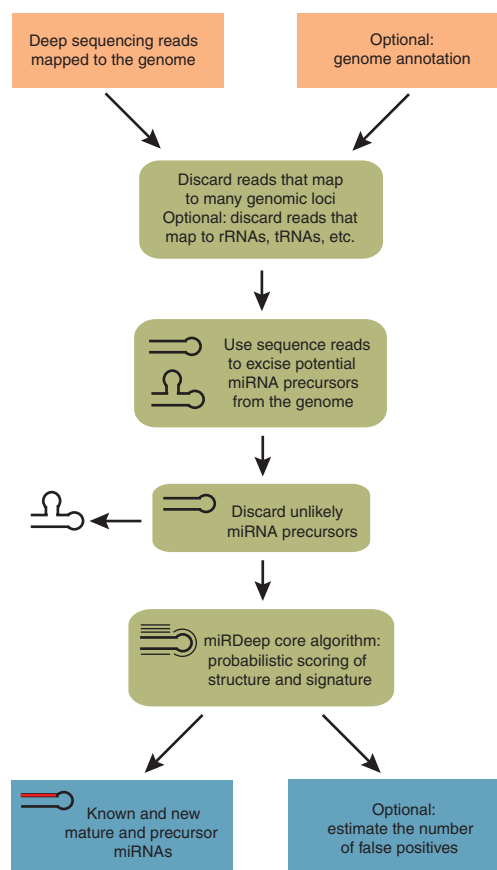 Deep sequencing reads
mapped to the genome
Optional:
genome annotation
Discard reads that map
to many genomic loci
Optional: discard reads that
map to rRNAs, tRNAs, etc.
Use sequence reads
to excise potential
miRNA precursors
from the genome
Discard unlikely
miRNA precursors
miRDeep core algorithm:
probabilistic scoring of
structure and signature
Known and new
mature and precursor
miRNAs
Optional:
estimate the number
of false positives